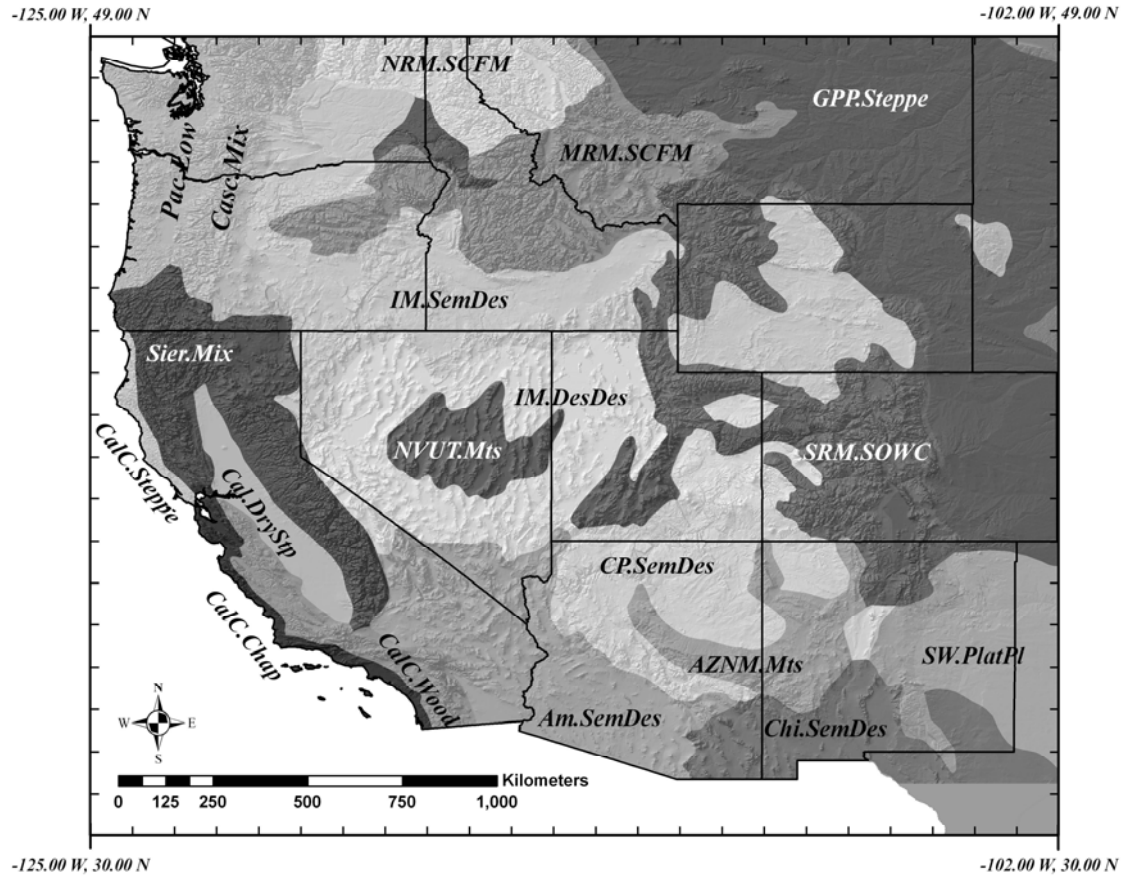 -125.00 W, 49.00 N
-102.00 W, 49.00 N
NRM.SCFM
GPP.Steppe
MRM.SCFM
Pac. Low
Casc.Mix
IM.SemDes
Sier.Mix
IM.DesDes
NVUT.Mts
SRM.SOWC
CalC.Steppe
Cal.DryStp
CP.SemDes
CalC.Chap
CalC.Wood
AZNM.Mts
SW.PlatPl
Am.SemDes
Chi.SemDes
N
W
E
S
Kilometers
0 125 250 500 750 1,000
-125.00 W, 30.00 N
-102.00 W, 30.00 N